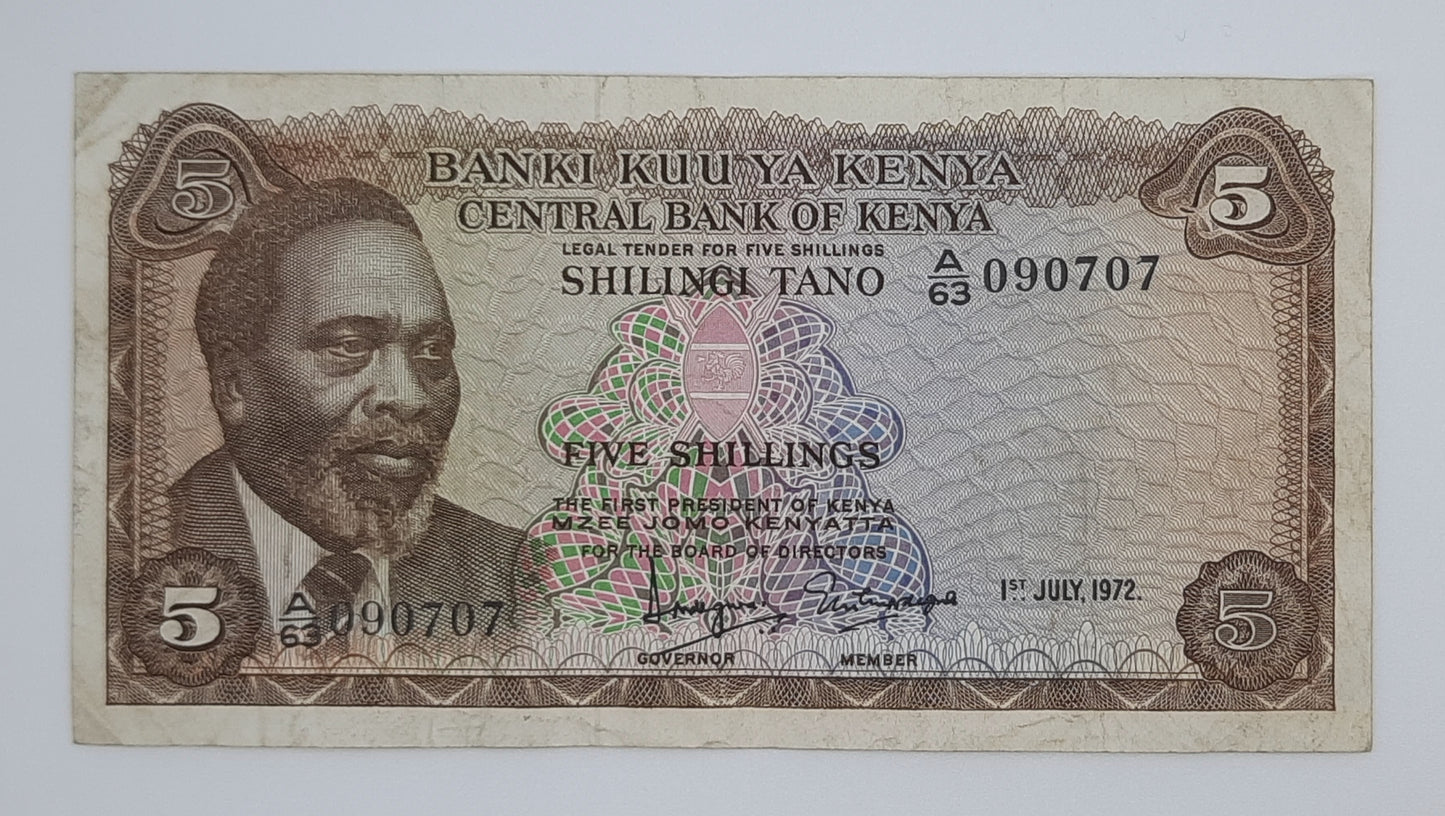 5
5
BANKI KUU YA KENYA
CENTRAL BANK OF KENYA
LEGAL TENDER FOR FIVE SHILLINGS
SHILINGI TANO
A/63 090707
FIVE SHILLINGS
THE FIRST PRESIDENT OF KENYA
MZEE JOMO KENYATTA
FOR THE BOARD OF DIRECTORS
1ST JULY, 1972.
5
A/63 090707
5
GOVERNOR
MEMBER